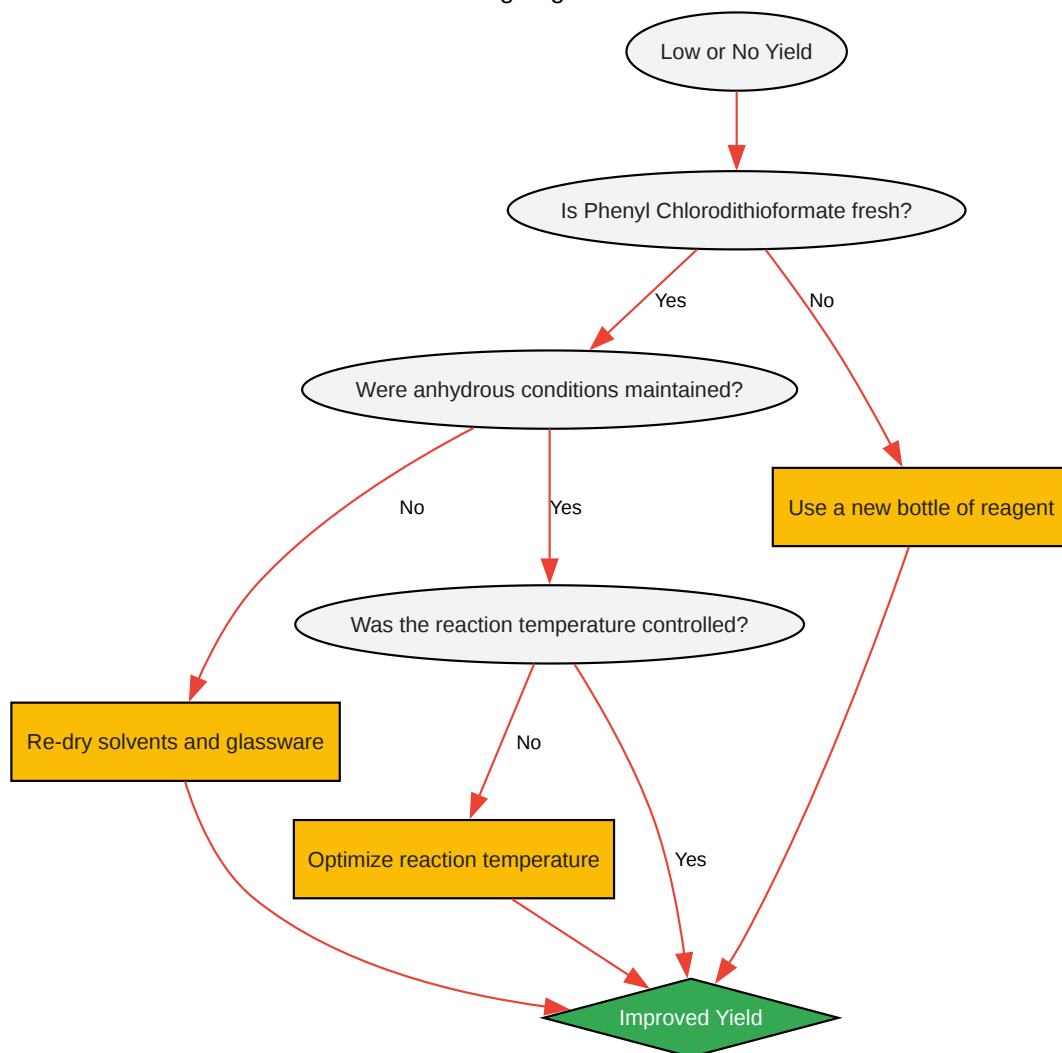 Low or No Yield
Is Phenyl Chlorodithioformate fresh?
Yes
No
Were anhydrous conditions maintained?
No
Yes
Use a new bottle of reagent
Was the reaction temperature controlled?
Re-dry solvents and glassware
No
Optimize reaction temperature
Yes
Improved Yield